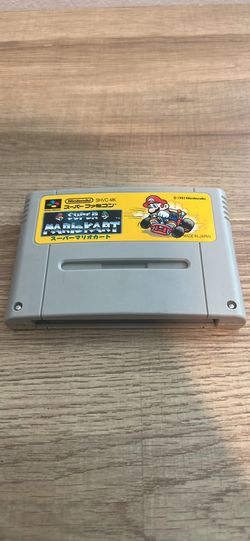 Nintendo SHVC-MK
スーパーファミコン
SUPER
MARIO KART
スーパーマリオカート
© 1992 Nintendo
MADE IN JAPAN